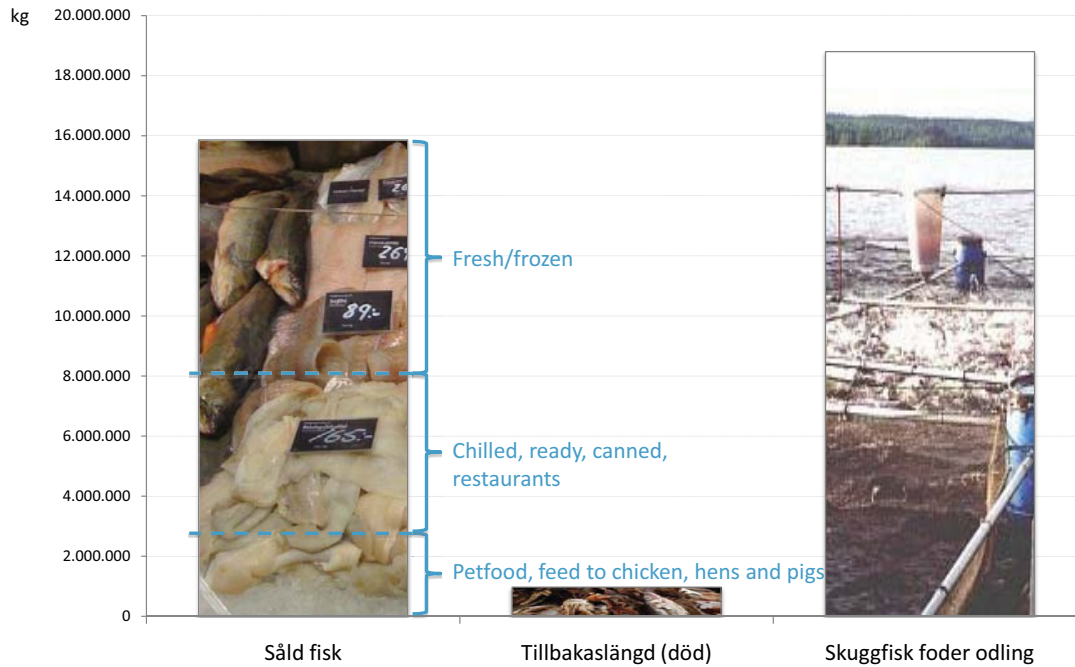 kg
20.000.000
18.000.000
16.000.000
14.000.000
12.000.000
10.000.000
8.000.000
6.000.000
4.000.000
2.000.000
0
89:-
165:-
Fresh/frozen
Chilled, ready, canned,
restaurants
Petfood, feed to chicken, hens and pigs
Såld fisk
Tillbakaslängd (död)
Skuggfisk foder odling